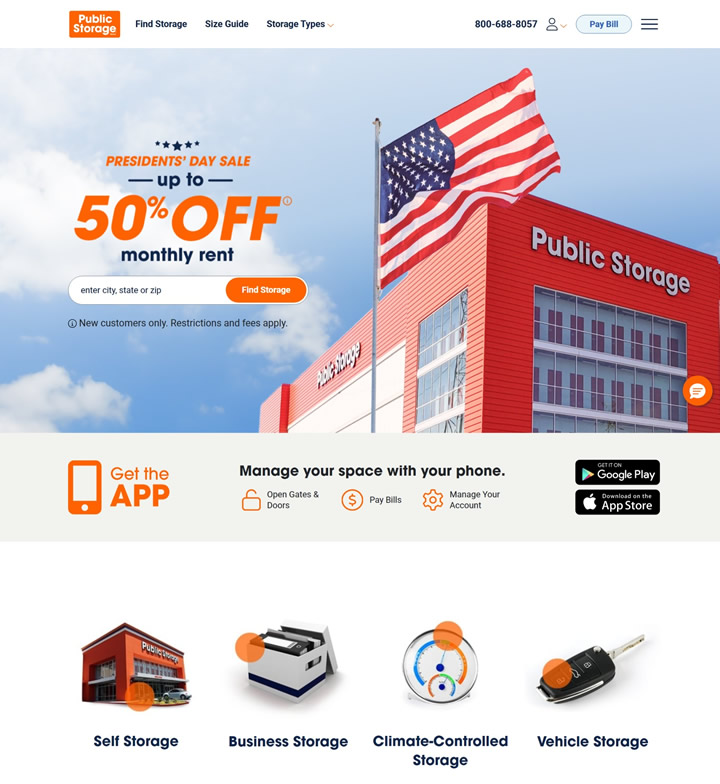 Public
Storage
Find Storage
Size Guide
Storage Types
800-688-8057
Pay Bill
PRESIDENTS' DAY SALE
up to
50% OFF
monthly rent
enter city, state or zip
Find Storage
New customers only. Restrictions and fees apply.
Public Storage
Public Storage
Get the
APP
Manage your space with your phone.
Open Gates &
Doors
Pay Bills
Manage Your
Account
GET IT ON
Google Play
Download on the
App Store
Public Storage
Self Storage
Business Storage
Climate-Controlled
Storage
Vehicle Storage